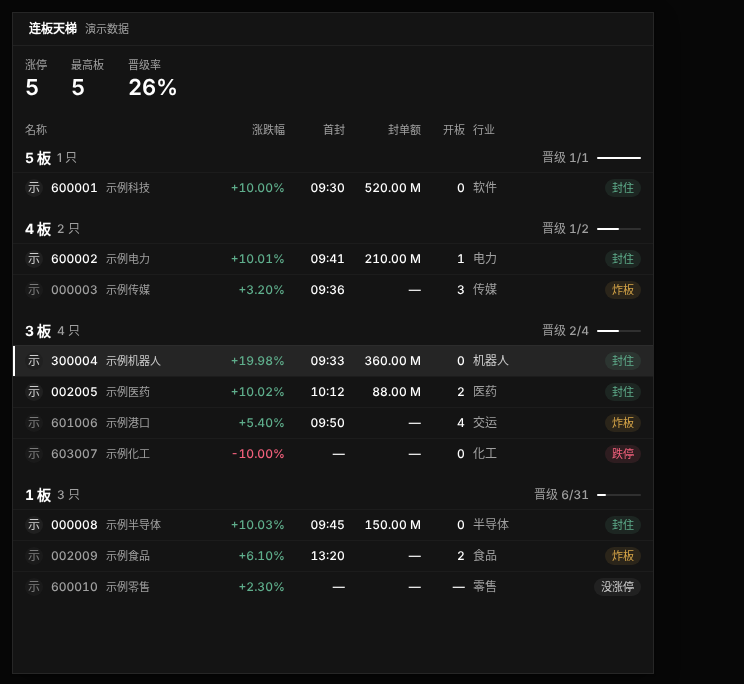 连板天梯 演示数据
涨停 最高板 晋级率
5 5 26%
名称 涨跌幅 首封 封单额 开板 行业
5 板 1 只 晋级 1/1
示 600001 示例科技 +10.00% 09:30 520.00 M 0 软件 封住
4 板 2 只 晋级 1/2
示 600002 示例电力 +10.01% 09:41 210.00 M 1 电力 封住
示 000003 示例传媒 +3.20% 09:36 — 3 传媒 炸板
3 板 4 只 晋级 2/4
示 300004 示例机器人 +19.98% 09:33 360.00 M 0 机器人 封住
示 002005 示例医药 +10.02% 10:12 88.00 M 2 医药 封住
示 601006 示例港口 +5.40% 09:50 — 4 交运 炸板
示 603007 示例化工 -10.00% — — 0 化工 跌停
1 板 3 只 晋级 6/31
示 000008 示例半导体 +10.03% 09:45 150.00 M 0 半导体 封住
示 002009 示例食品 +6.10% 13:20 — 2 食品 炸板
示 600010 示例零售 +2.30% — — — 零售 没涨停